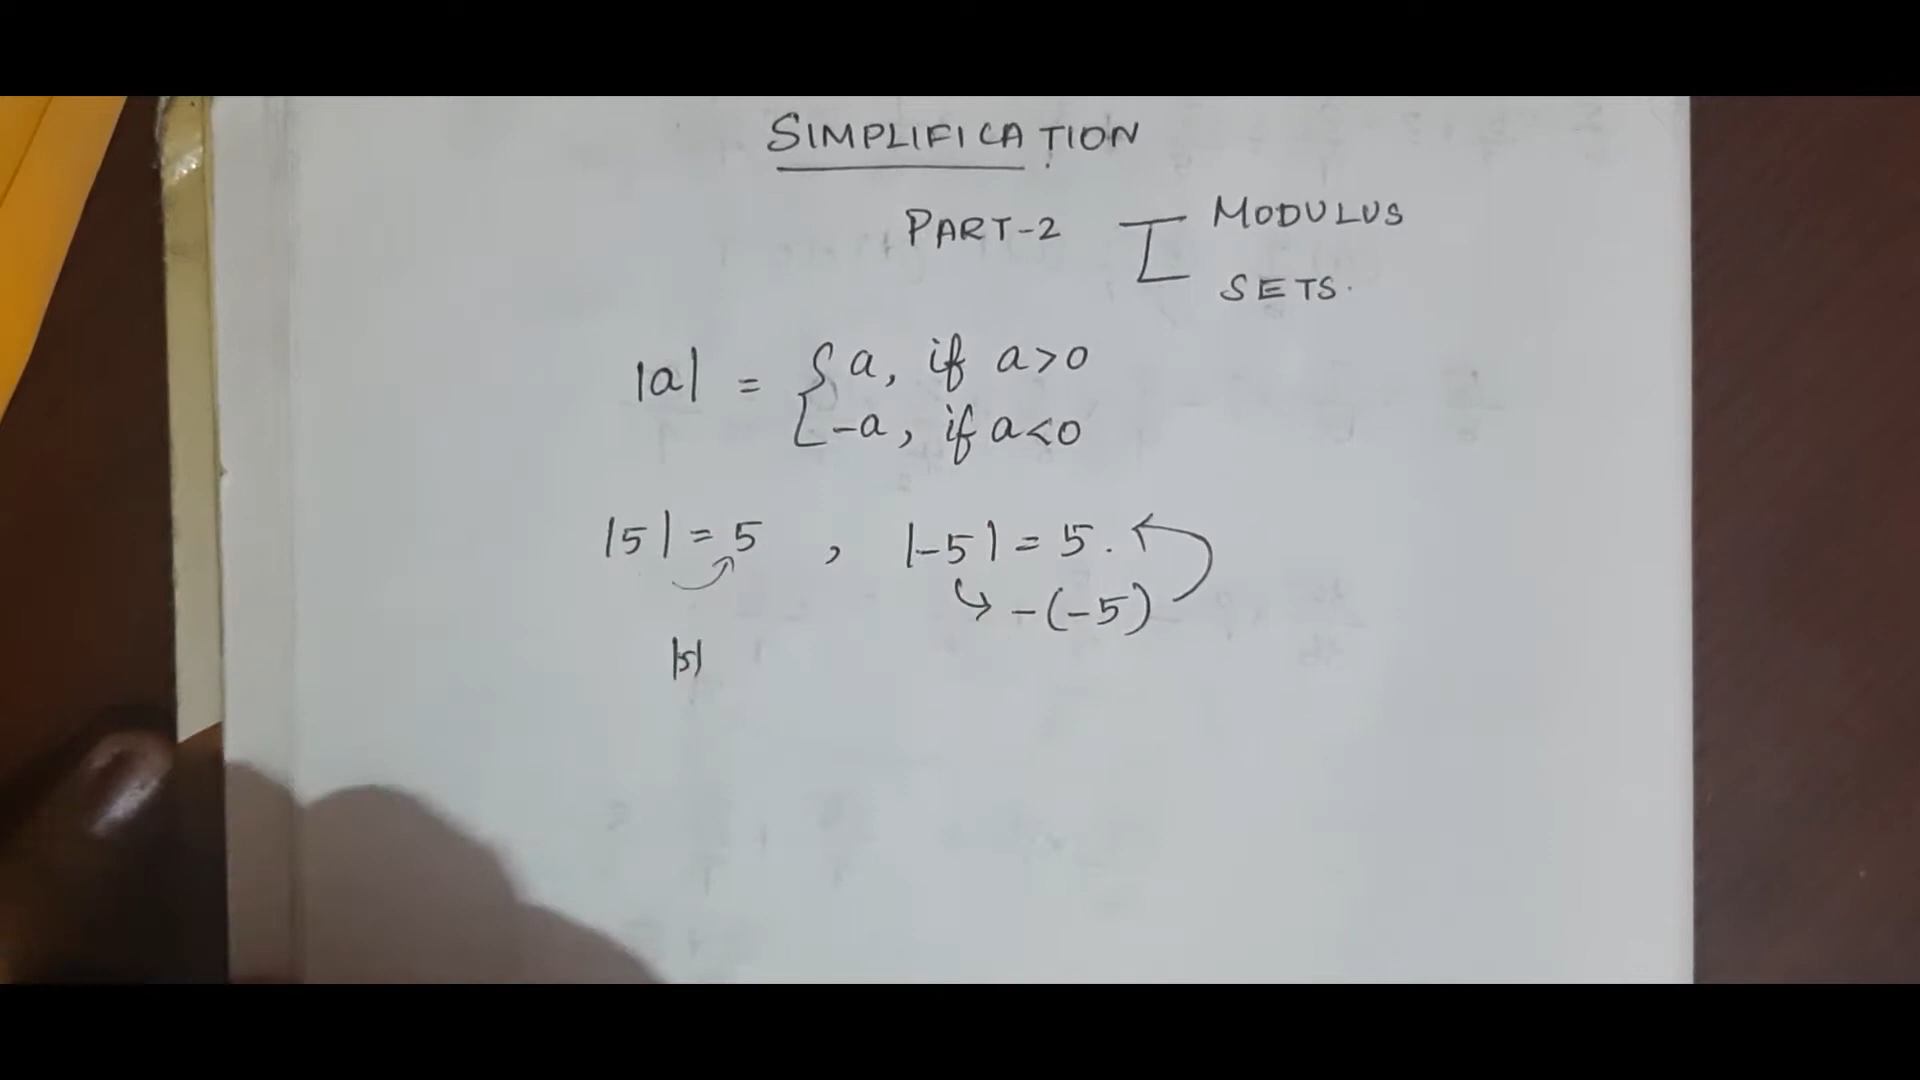 SIMPLIFICATION
PART-2 MODULUS
SETS.
|a| = { a, if a>0
-a, if a<0
|5| = 5 , |-5| = 5.
-(-5)
|5|